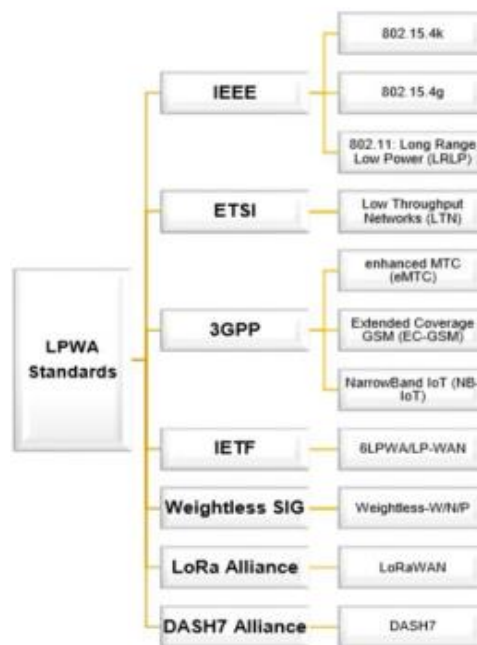 LPWA
Standards
IEEE
802.15.4k
802.15.4g
802.11: Long Range
Low Power (LRLP)
ETSI
Low Throughput
Networks (LTN)
3GPP
enhanced MTC
(eMTC)
Extended Coverage
GSM (EC-GSM)
NarrowBand IoT (NB-
IoT)
IETF
6LPWA/LP-WAN
Weightless SIG
Weightless-W/N/P
LoRa Alliance
LoRaWAN
DASH7 Alliance
DASH7